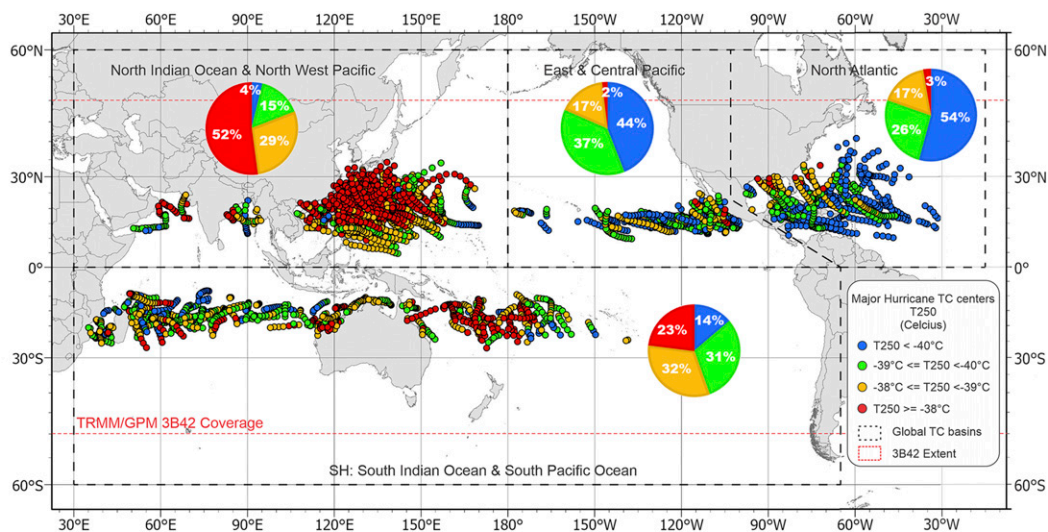 30°E 60°E 90°E 120°E 150°E 180° 150°W 120°W 90°W 60°W 30°W
60°N 60°N
North Indian Ocean & North West Pacific East & Central Pacific North Atlantic
4% 15% 29% 52%
2% 17% 44% 37%
3% 17% 54% 26%
30°N 30°N
0° 0°
Major Hurricane TC centers
T250
(Celcius)
T250 < -40°C
-39°C <= T250 <-40°C
-38°C <= T250 <-39°C
T250 >= -38°C
Global TC basins
3B42 Extent
14% 23% 31% 32%
30°S 30°S
TRMM/GPM 3B42 Coverage
SH: South Indian Ocean & South Pacific Ocean
60°S 60°S
30°E 60°E 90°E 120°E 150°E 180° 150°W 120°W 90°W 60°W 30°W